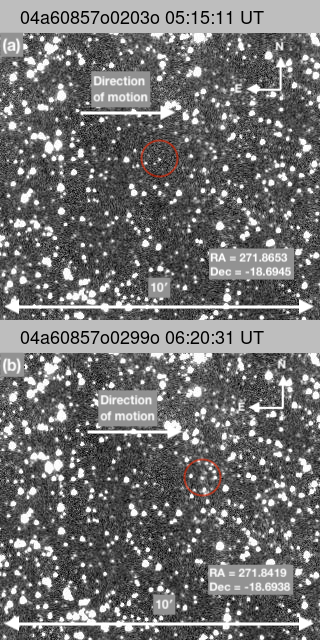 04a60857o0203o 05:15:11 UT
(a)
N
Direction
of motion
E
RA = 271.8653
Dec = -18.6945
10'
04a60857o0299o 06:20:31 UT
(b)
N
Direction
of motion
E
RA = 271.8419
Dec = -18.6938
10'